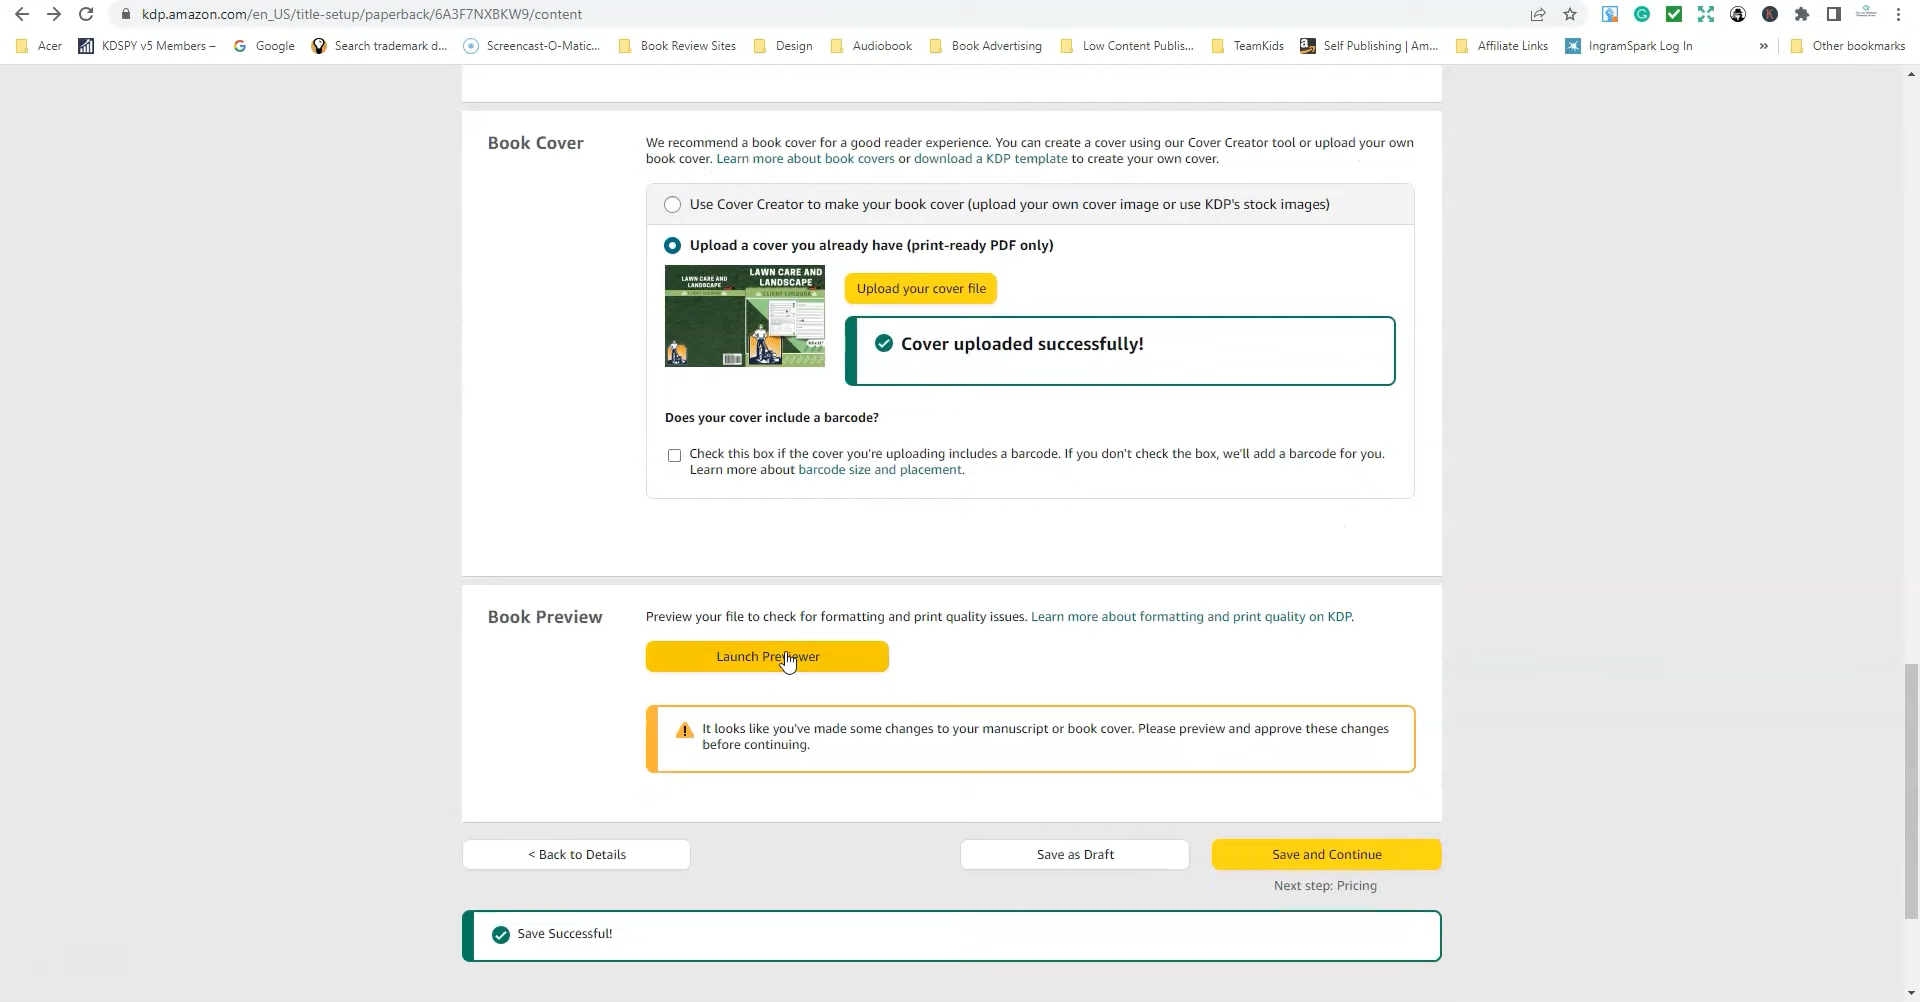 kdp.amazon.com/en_US/title-setup/paperback/6A3F7NXBKW9/content
Acer KDSPY v5 Members – Google Search trademark d... Screencast-O-Matic... Book Review Sites Design Audiobook Book Advertising Low Content Publis... TeamKids Self Publishing | Am... Affiliate Links IngramSpark Log In » Other bookmarks
Book Cover
We recommend a book cover for a good reader experience. You can create a cover using our Cover Creator tool or upload your own
book cover. Learn more about book covers or download a KDP template to create your own cover.
Use Cover Creator to make your book cover (upload your own cover image or use KDP's stock images)
Upload a cover you already have (print-ready PDF only)
LAWN CARE AND
LANDSCAPE
CLIENT LOGBOOK
LAWN CARE AND
LANDSCAPE
CLIENT LOGBOOK
Upload your cover file
Cover uploaded successfully!
Does your cover include a barcode?
Check this box if the cover you're uploading includes a barcode. If you don't check the box, we'll add a barcode for you.
Learn more about barcode size and placement.
Book Preview
Preview your file to check for formatting and print quality issues. Learn more about formatting and print quality on KDP.
Launch Previewer
It looks like you've made some changes to your manuscript or book cover. Please preview and approve these changes
before continuing.
< Back to Details
Save as Draft
Save and Continue
Next step: Pricing
Save Successful!